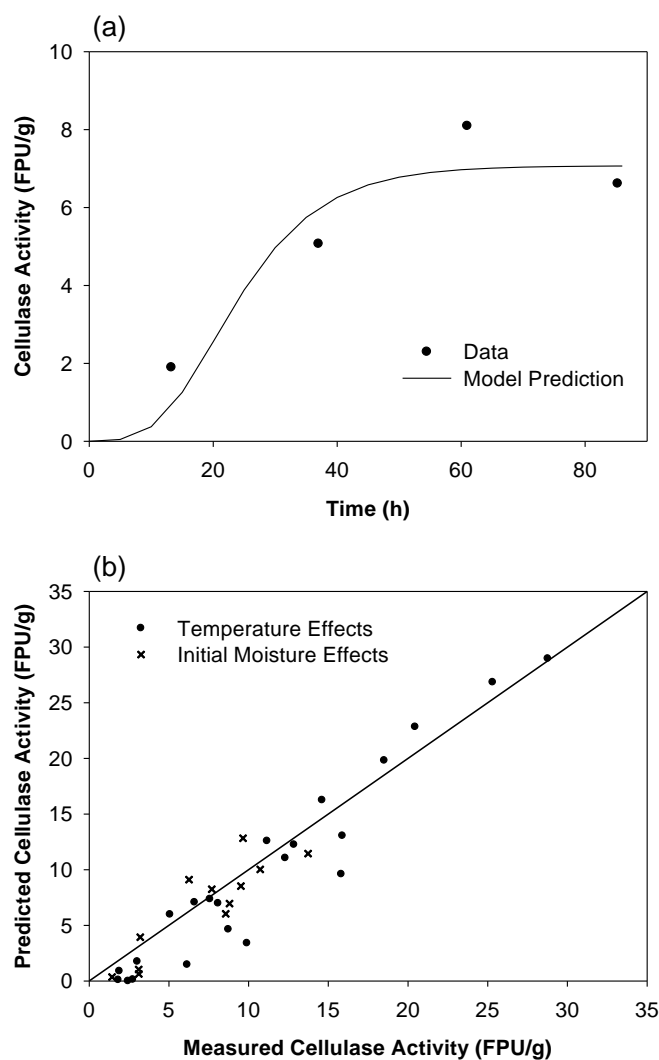 (a)
10
8
6
4
2
0
Cellulase Activity (FPU/g)
Data
Model Prediction
0 20 40 60 80
Time (h)
(b)
35
30
25
20
15
10
5
0
Predicted Cellulase Activity (FPU/g)
Temperature Effects
Initial Moisture Effects
0 5 10 15 20 25 30 35
Measured Cellulase Activity (FPU/g)